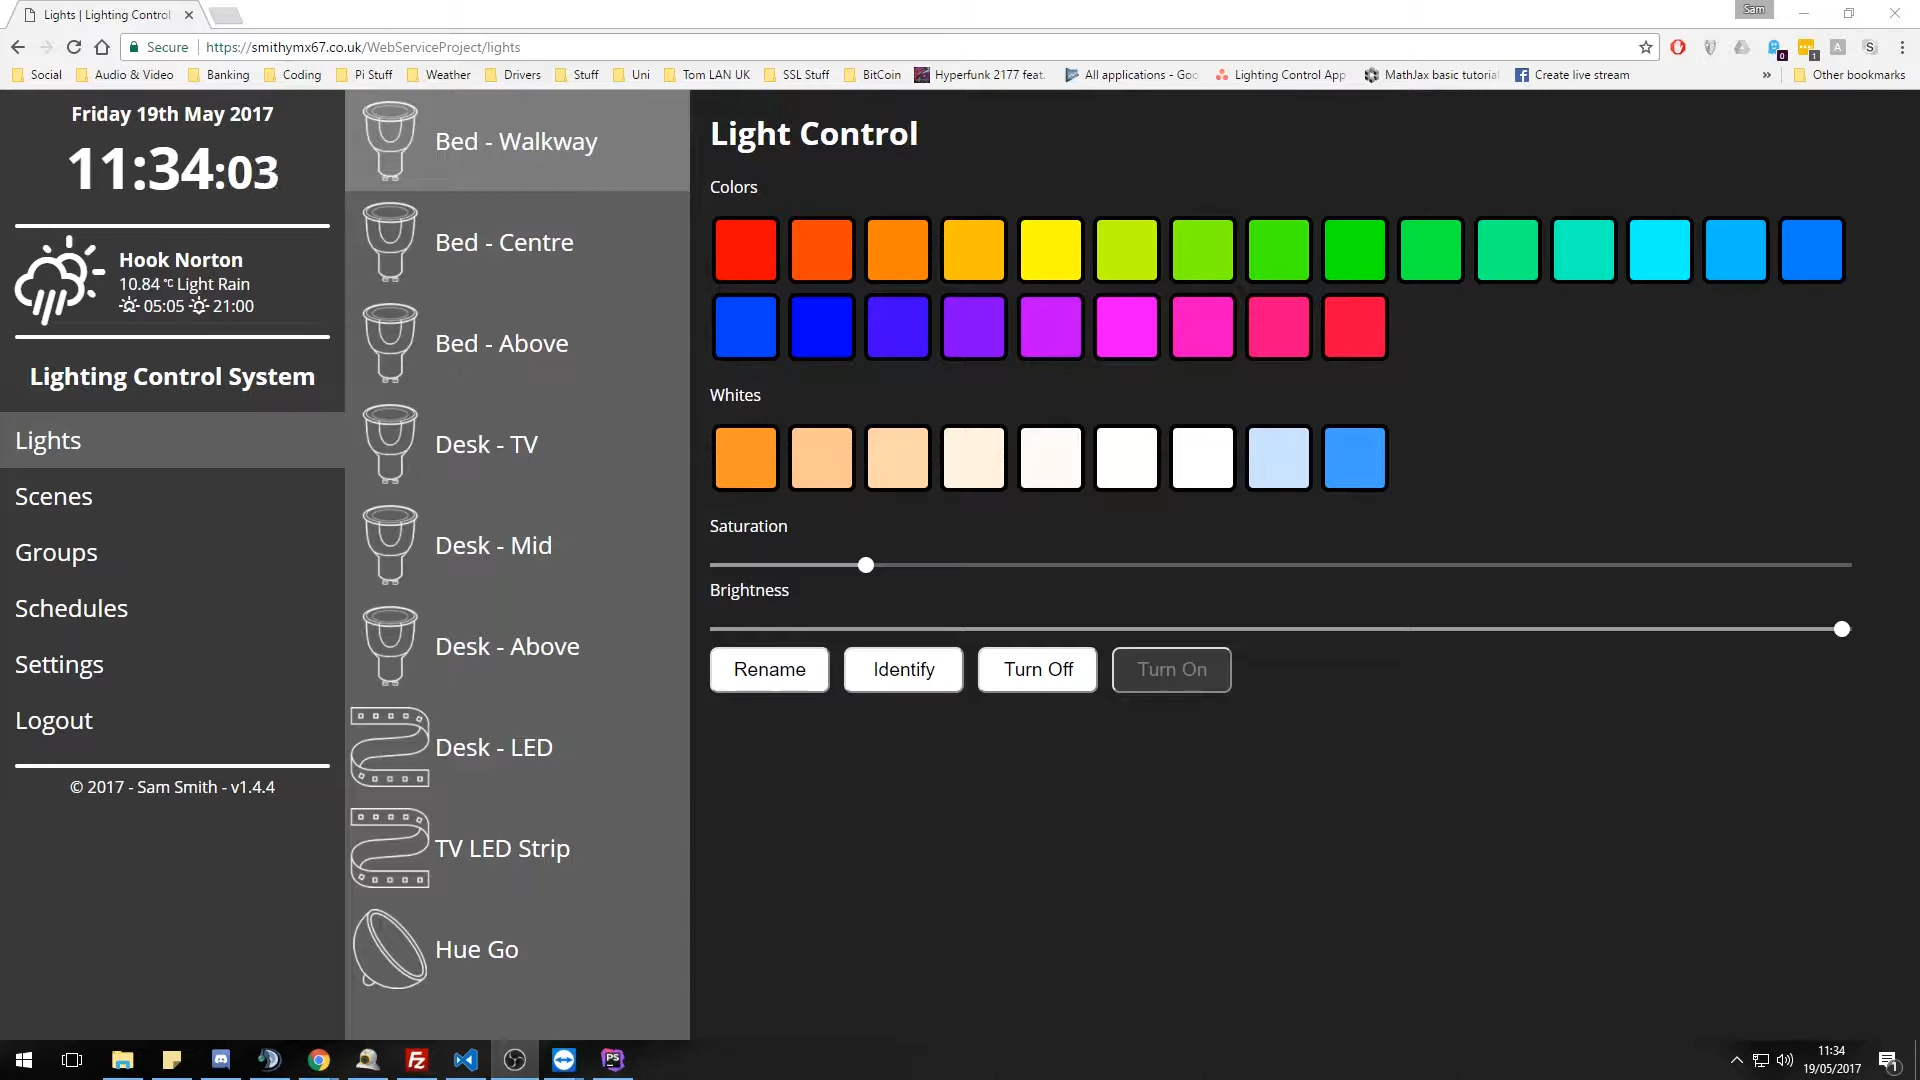 Lights | Lighting Control
Sam
Secure
https://smithymx67.co.uk/WebServiceProject/lights
Social
Audio & Video
Banking
Coding
Pi Stuff
Weather
Drivers
Stuff
Uni
Tom LAN UK
SSL Stuff
BitCoin
Hyperfunk 2177 feat.
All applications - Goo
Lighting Control App
MathJax basic tutorial
Create live stream
»
Other bookmarks
Friday 19th May 2017
11:34:03
Hook Norton
10.84 °C Light Rain
05:05 21:00
Lighting Control System
Lights
Scenes
Groups
Schedules
Settings
Logout
© 2017 - Sam Smith - v1.4.4
Bed - Walkway
Bed - Centre
Bed - Above
Desk - TV
Desk - Mid
Desk - Above
Desk - LED
TV LED Strip
Hue Go
Light Control
Colors
Whites
Saturation
Brightness
Rename
Identify
Turn Off
Turn On
11:34
19/05/2017